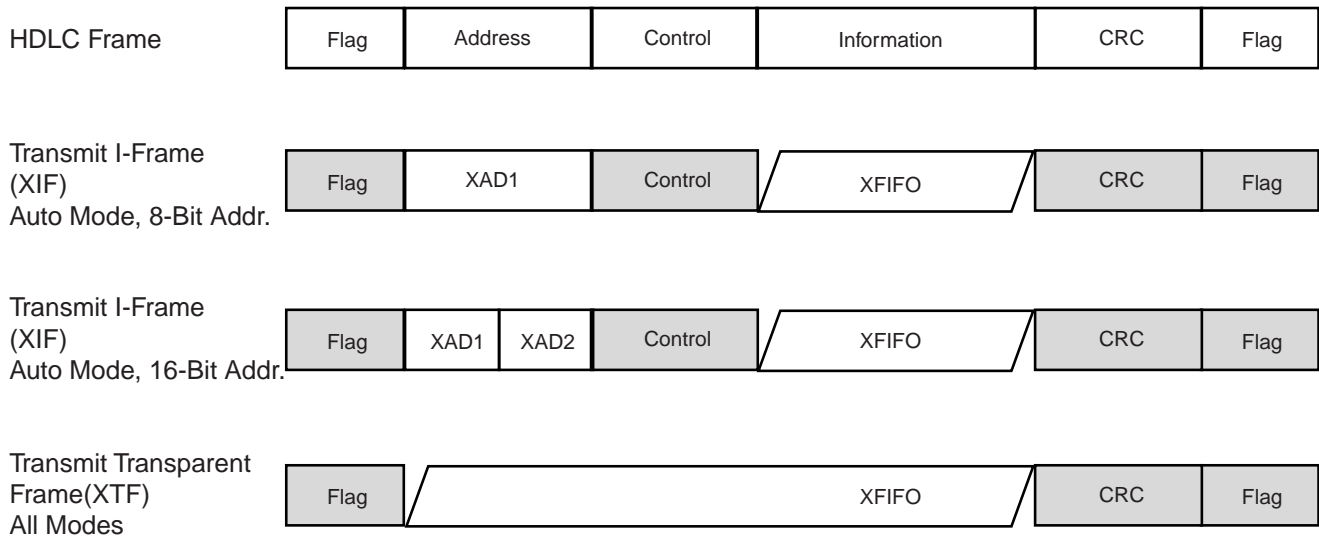 HDLC Frame
Flag Address Control Information CRC Flag
Transmit I-Frame
(XIF)
Auto Mode, 8-Bit Addr.
Flag XAD1 Control XFIFO CRC Flag
Transmit I-Frame
(XIF)
Auto Mode, 16-Bit Addr.
Flag XAD1 XAD2 Control XFIFO CRC Flag
Transmit Transparent
Frame(XTF)
All Modes
Flag XFIFO CRC Flag